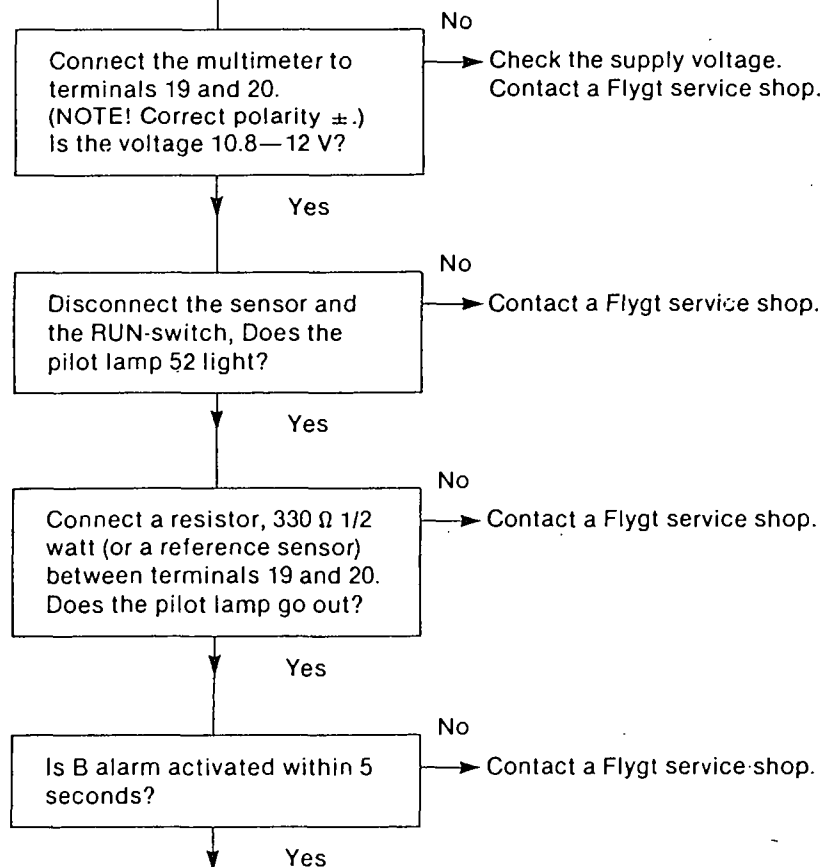 No
Connect the multimeter to
terminals 19 and 20.
(NOTE! Correct polarity ±.)
Is the voltage 10.8—12 V?
Check the supply voltage.
Contact a Flygt service shop.
Yes
No
Disconnect the sensor and
the RUN-switch, Does the
pilot lamp 52 light?
Contact a Flygt service shop.
Yes
No
Connect a resistor, 330 Ω 1/2
watt (or a reference sensor)
between terminals 19 and 20.
Does the pilot lamp go out?
Contact a Flygt service shop.
Yes
No
Is B alarm activated within 5
seconds?
Contact a Flygt service shop.
Yes